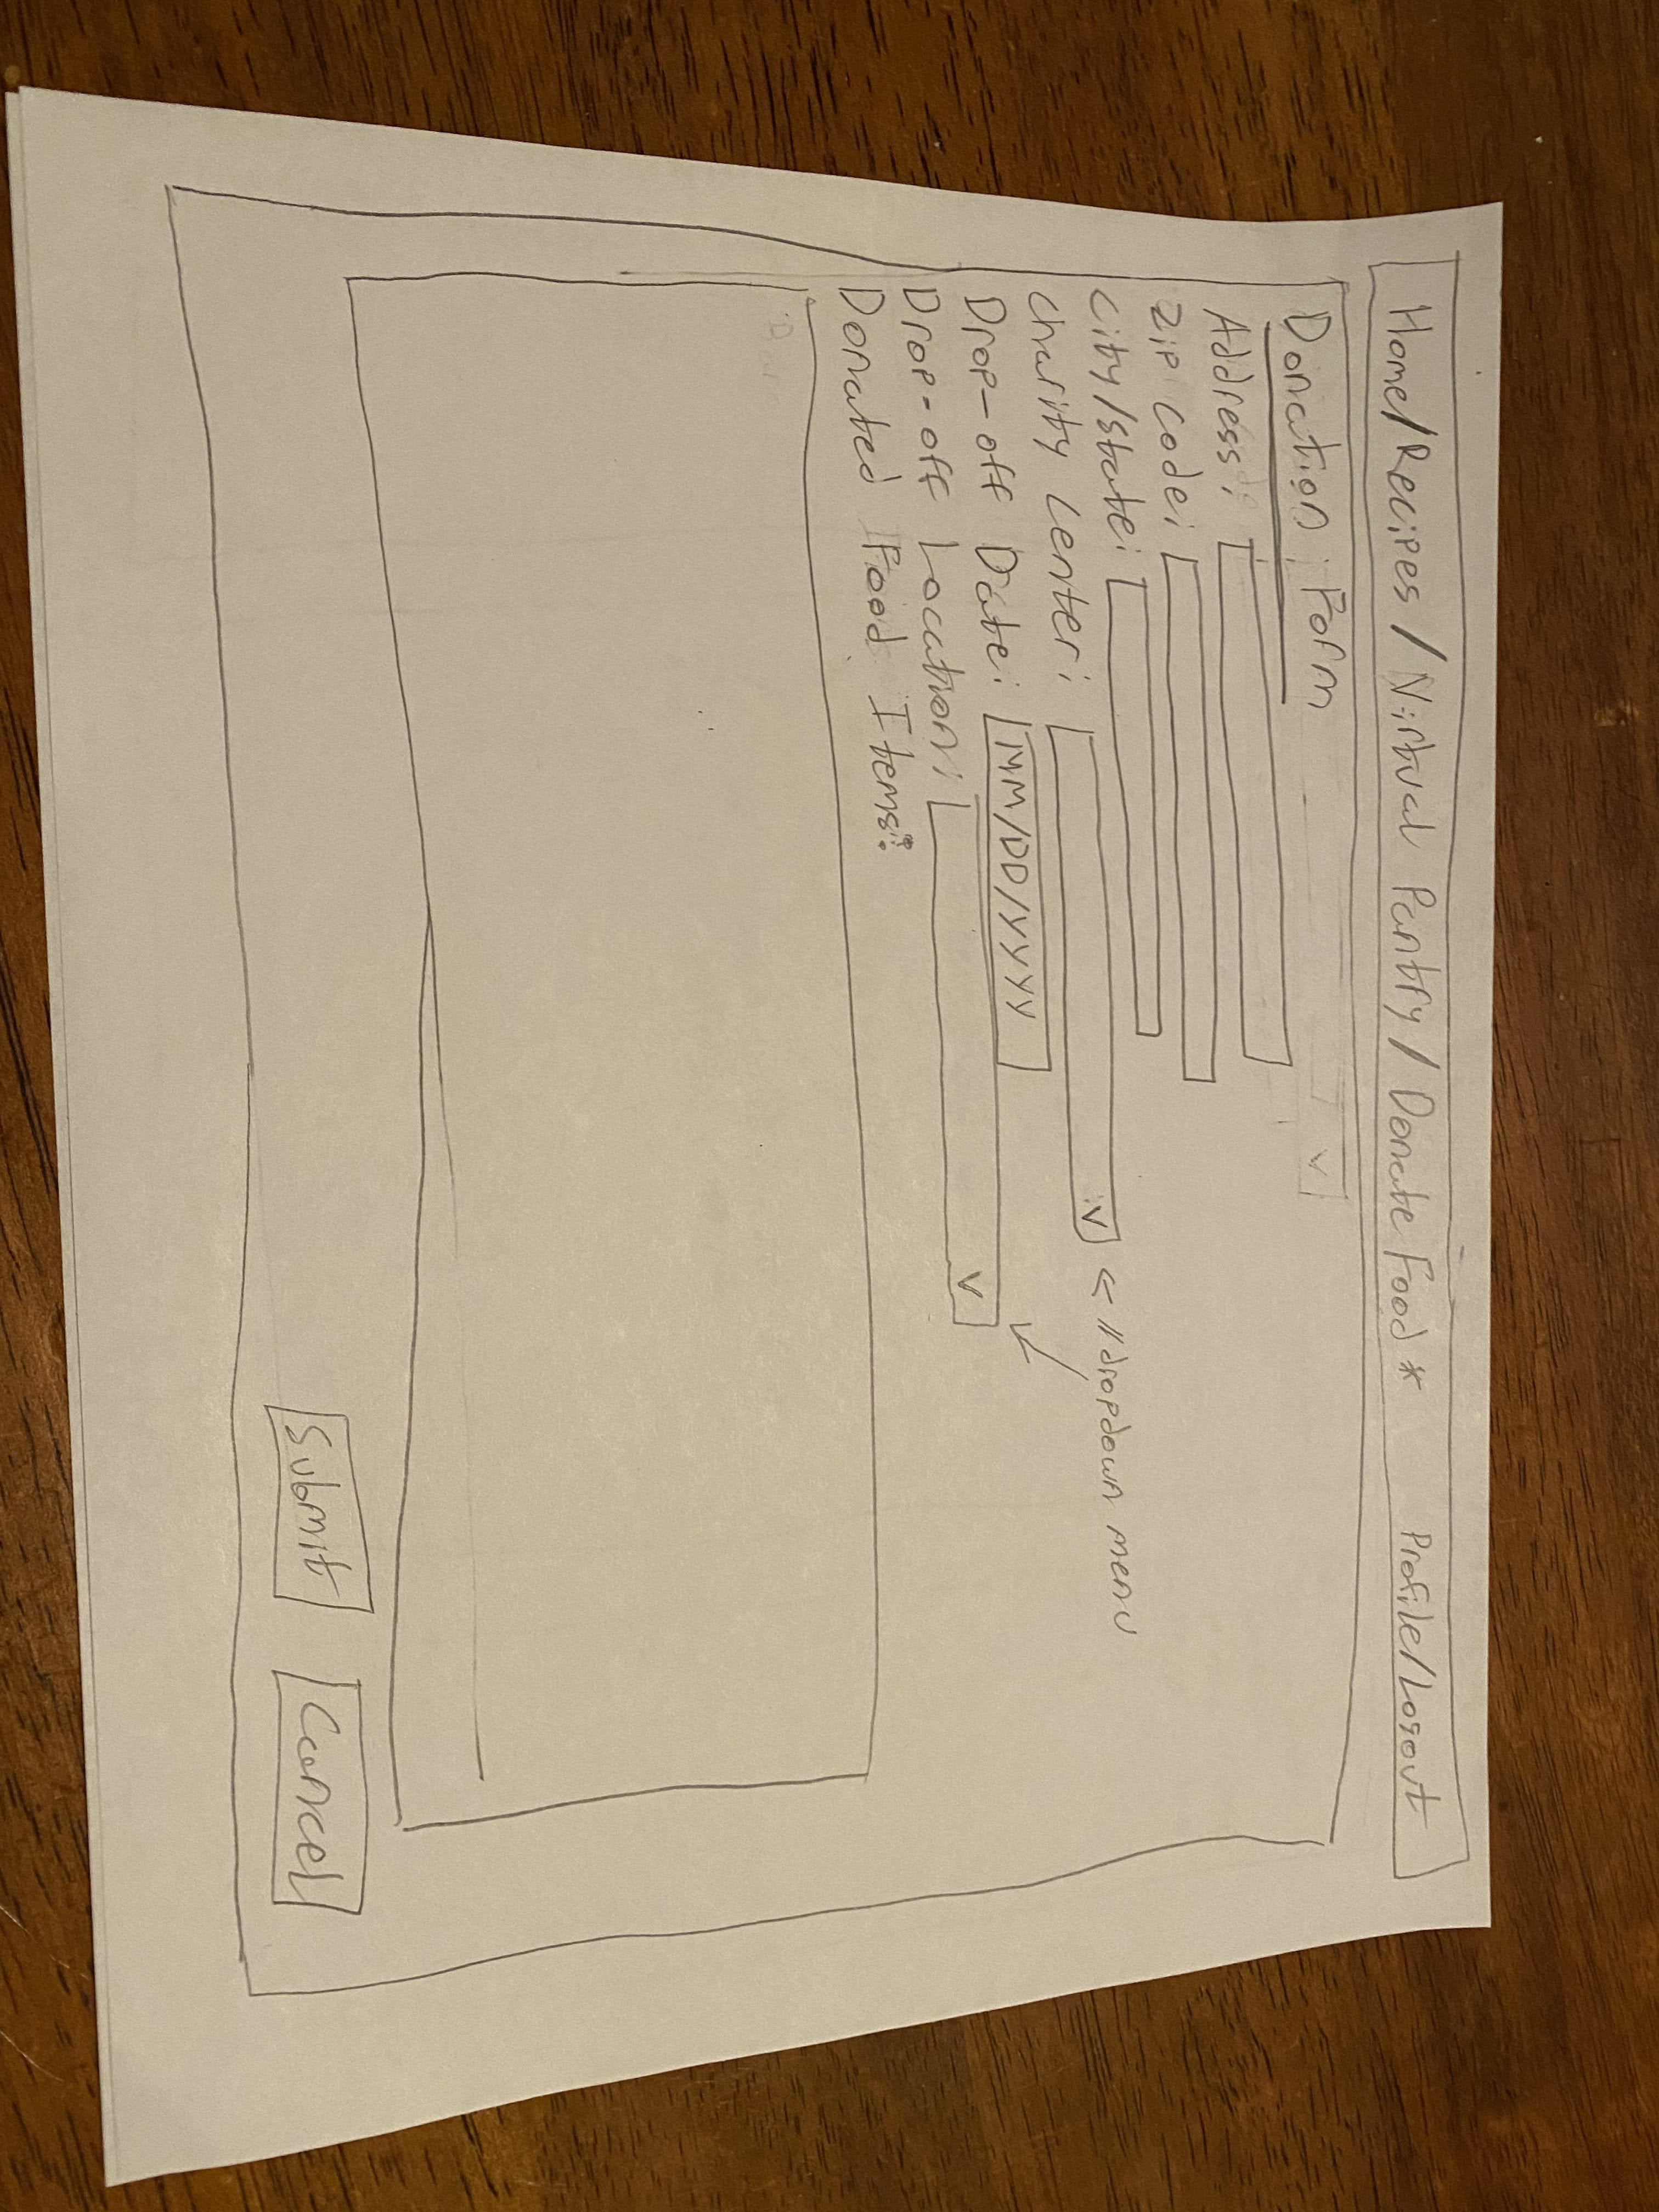 Home/Recipes / Virtual Pantry / Donate Food * Profile/Logout
Donation Form
V
Address:
Zip Code:
City/State:
Charity Center: V ← // dropdown menu
Drop-off Date: MM/DD/YYYY
Drop-off Location: V
Donated Food Items:
Submit Cancel